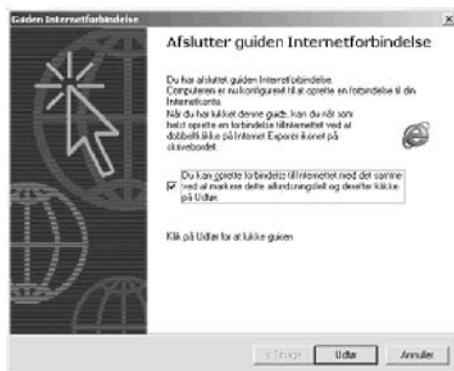 Guiden Internetforbindelse
Afslutter guiden Internetforbindelse
Du har afsluttet guiden Internetforbindelse.
Computeren er nu konfigureret til at oprette en forbindelse til din
Internetkonto.
Når du har lukket denne guide, kan du når som
helst oprette en forbindelse til Internettet ved at
dobbeltklikke på Internet Explorer ikonet på
skrivebordet.
Du kan oprette forbindelse til Internettet med det samme
ved at markere dette afkrydsningsfelt og derefter klikke
på Udfør.
Klik på Udfør for at lukke guiden
< Tilbage
Udfør
Annuller